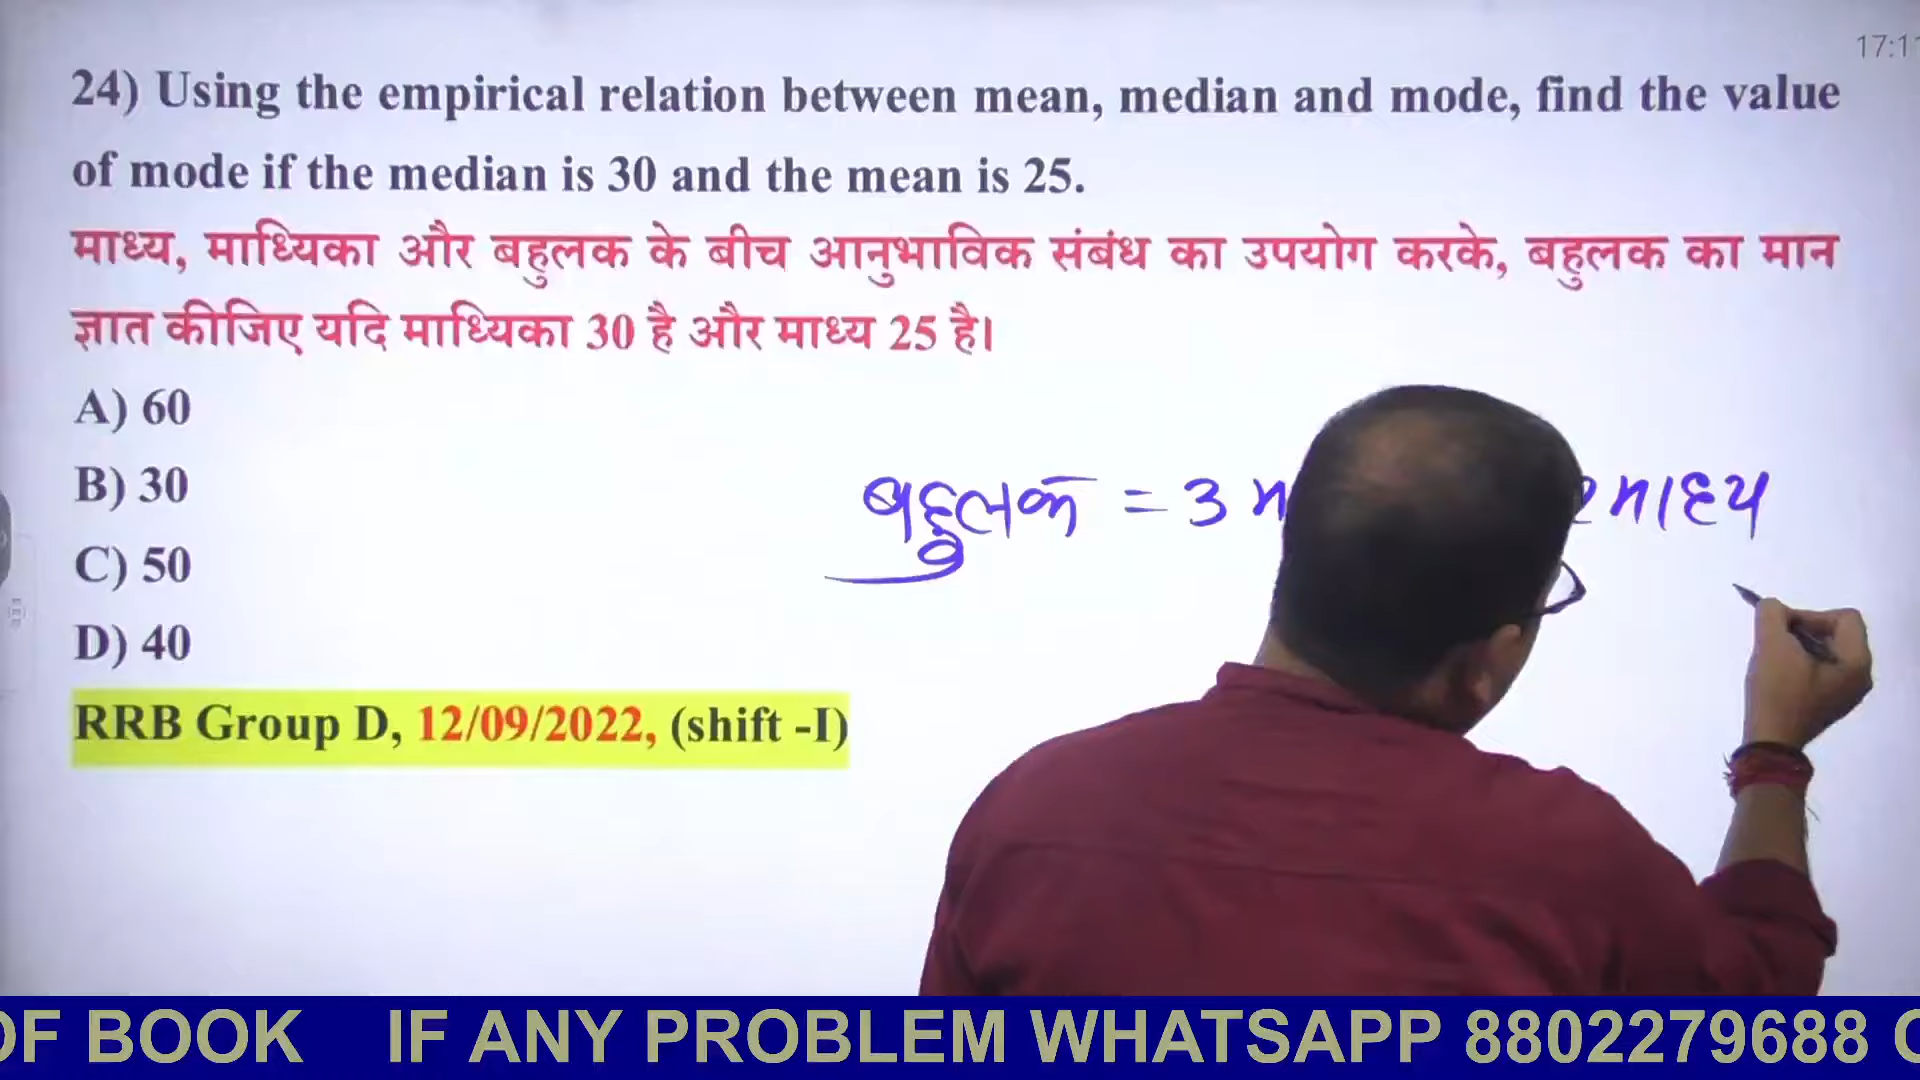 17:11
24) Using the empirical relation between mean, median and mode, find the value
of mode if the median is 30 and the mean is 25.
माध्य, माध्यिका और बहुलक के बीच आनुभाविक संबंध का उपयोग करके, बहुलक का मान
ज्ञात कीजिए यदि माध्यिका 30 है और माध्य 25 है।
A) 60
B) 30
बहुलक = 3 2 माध्य
C) 50
D) 40
RRB Group D, 12/09/2022, (shift -I)
OF BOOK IF ANY PROBLEM WHATSAPP 8802279688